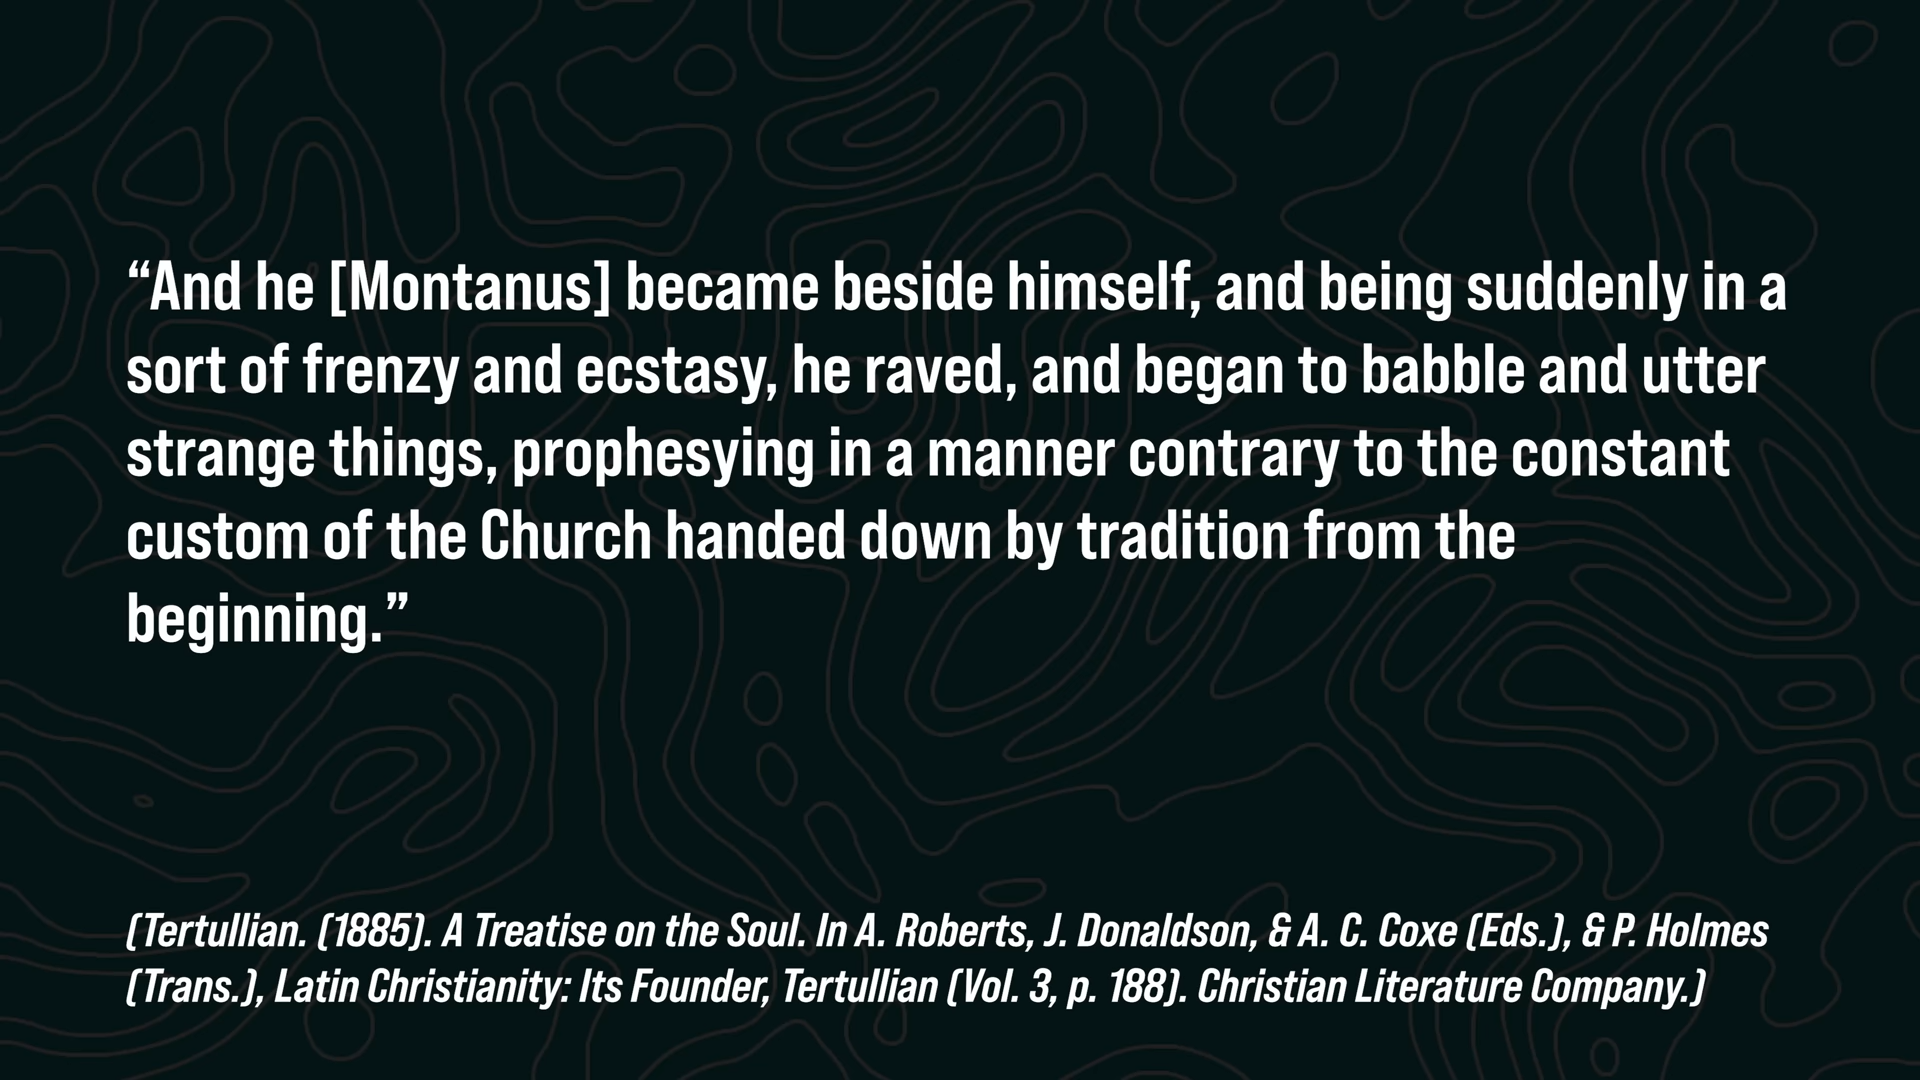 “And he [Montanus] became beside himself, and being suddenly in a
sort of frenzy and ecstasy, he raved, and began to babble and utter
strange things, prophesying in a manner contrary to the constant
custom of the Church handed down by tradition from the
beginning.”
(Tertullian. (1885). A Treatise on the Soul. In A. Roberts, J. Donaldson, & A. C. Coxe (Eds.), & P. Holmes
(Trans.), Latin Christianity: Its Founder, Tertullian (Vol. 3, p. 188). Christian Literature Company.)